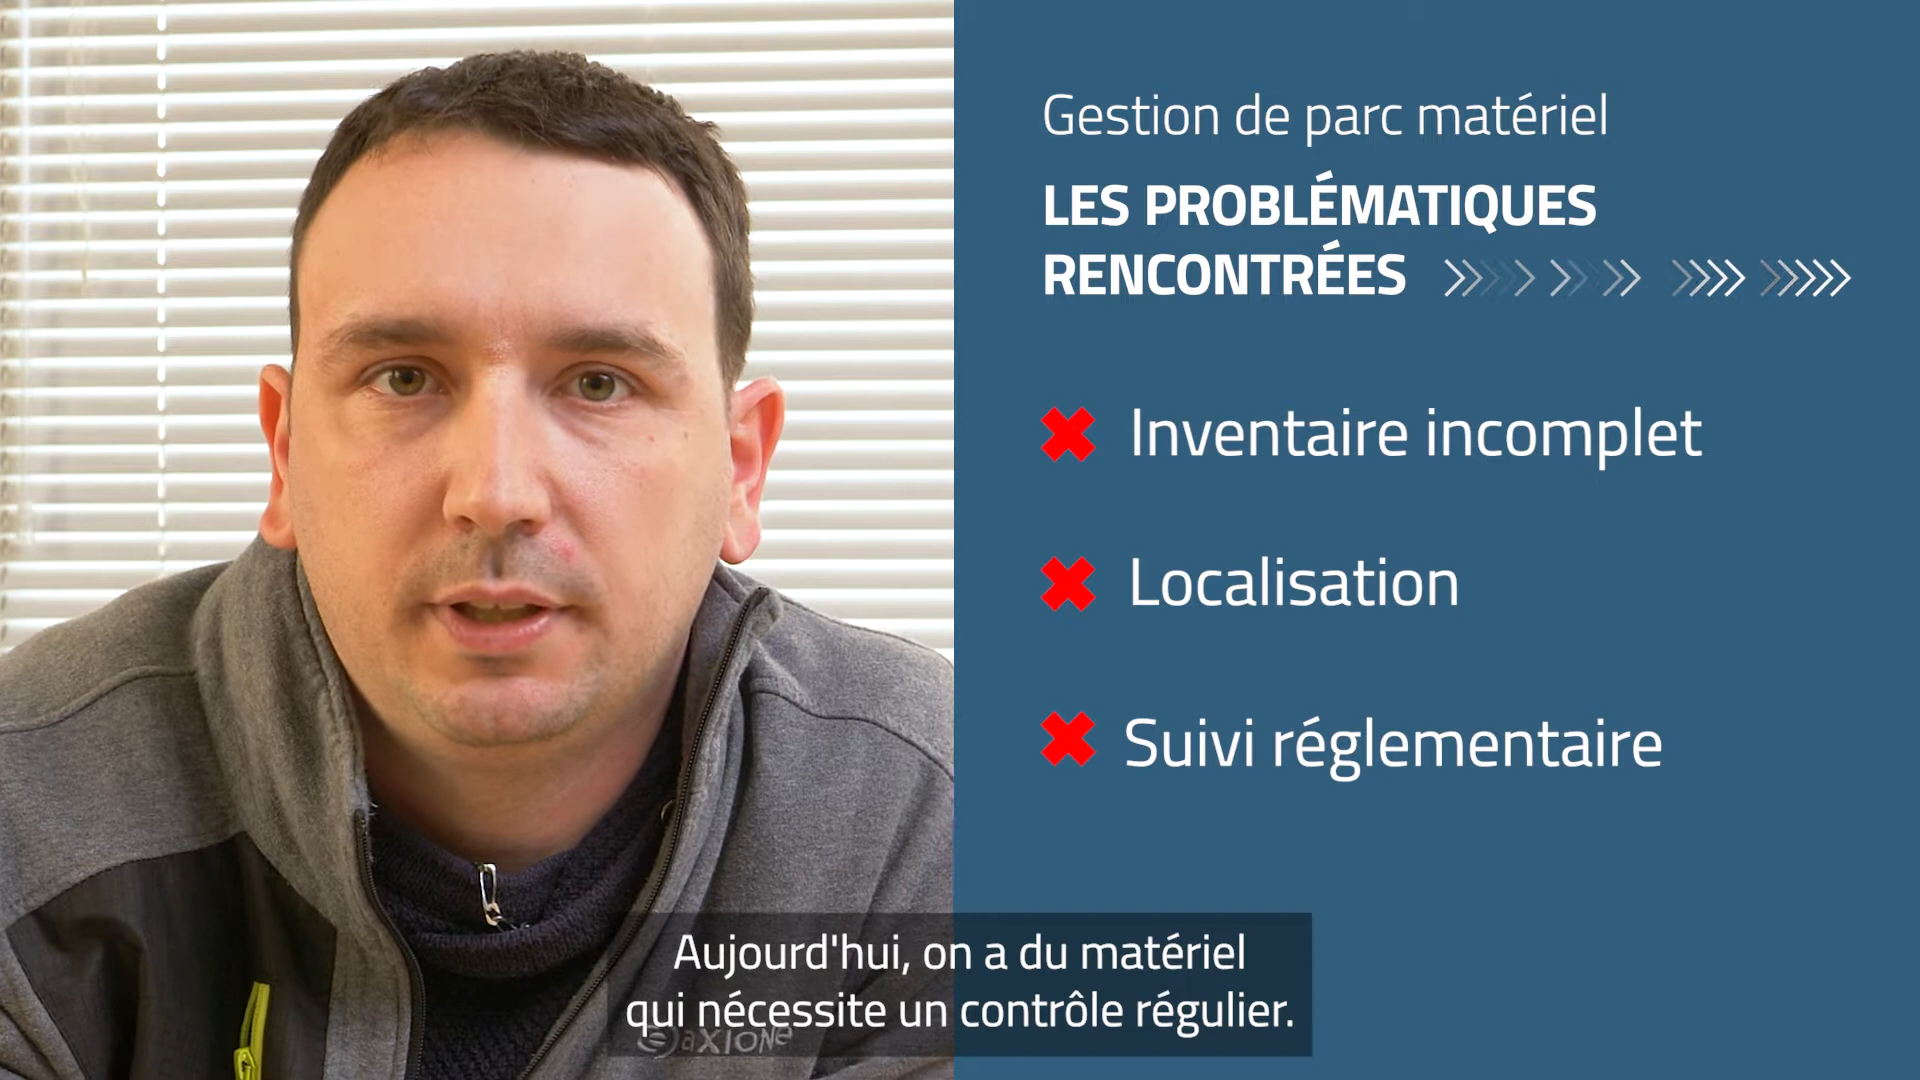 Gestion de parc matériel
LES PROBLÉMATIQUES
RENCONTRÉES
Inventaire incomplet
Localisation
Suivi réglementaire
Aujourd'hui, on a du matériel
qui nécessite un contrôle régulier.
axione